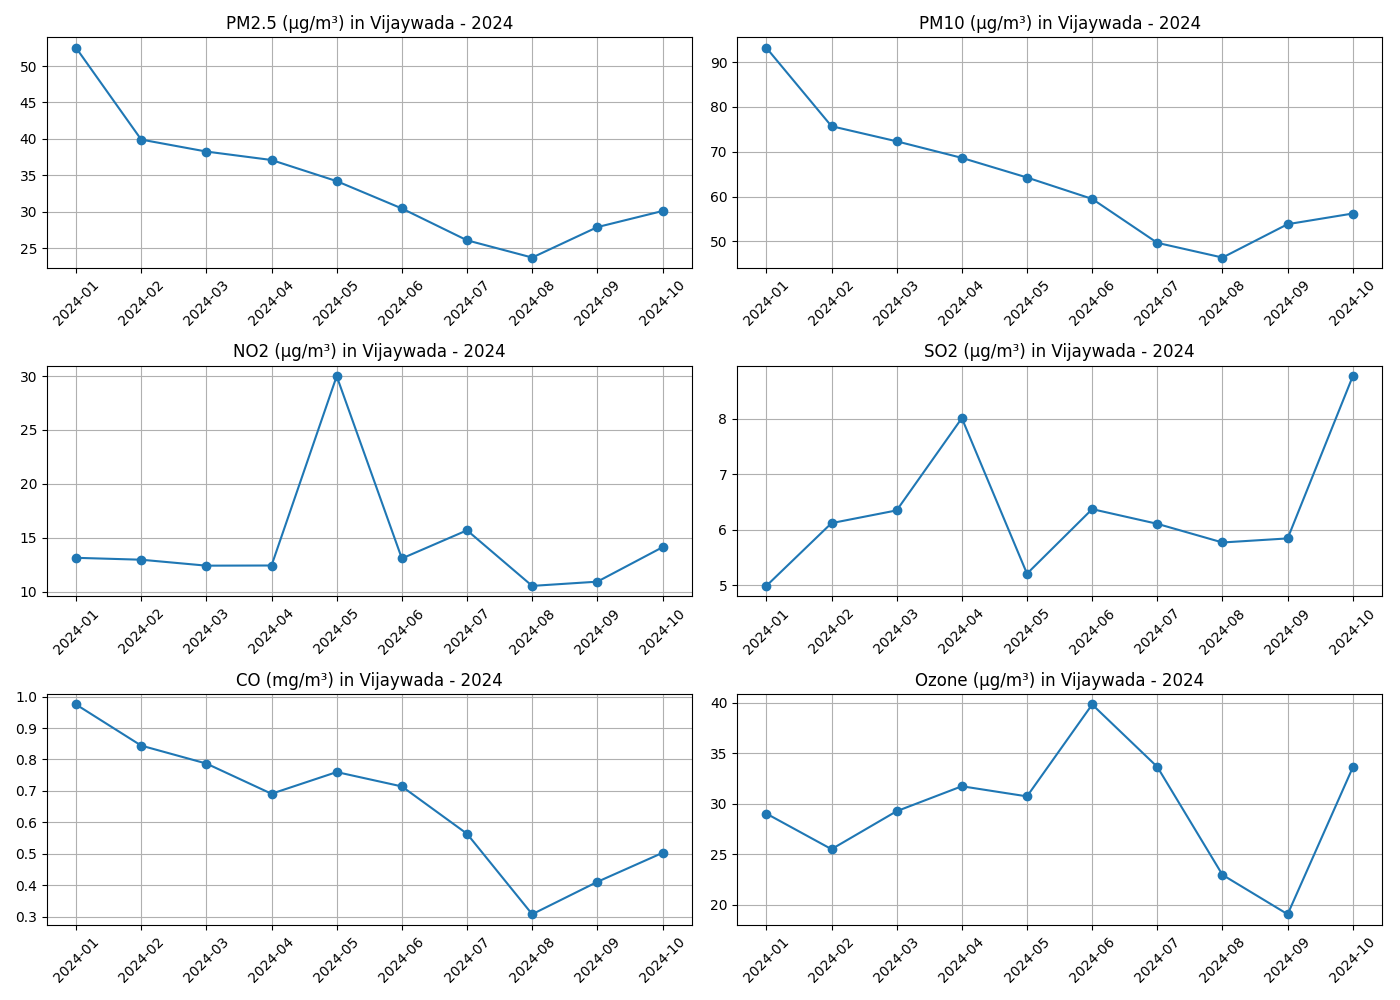 PM2.5 (µg/m³) in Vijaywada - 2024
50
45
40
35
30
25
2024-01 2024-02 2024-03 2024-04 2024-05 2024-06 2024-07 2024-08 2024-09 2024-10
PM10 (µg/m³) in Vijaywada - 2024
90
80
70
60
50
2024-01 2024-02 2024-03 2024-04 2024-05 2024-06 2024-07 2024-08 2024-09 2024-10
NO2 (µg/m³) in Vijaywada - 2024
30
25
20
15
10
2024-01 2024-02 2024-03 2024-04 2024-05 2024-06 2024-07 2024-08 2024-09 2024-10
SO2 (µg/m³) in Vijaywada - 2024
8
7
6
5
2024-01 2024-02 2024-03 2024-04 2024-05 2024-06 2024-07 2024-08 2024-09 2024-10
CO (mg/m³) in Vijaywada - 2024
1.0
0.9
0.8
0.7
0.6
0.5
0.4
0.3
2024-01 2024-02 2024-03 2024-04 2024-05 2024-06 2024-07 2024-08 2024-09 2024-10
Ozone (µg/m³) in Vijaywada - 2024
40
35
30
25
20
2024-01 2024-02 2024-03 2024-04 2024-05 2024-06 2024-07 2024-08 2024-09 2024-10